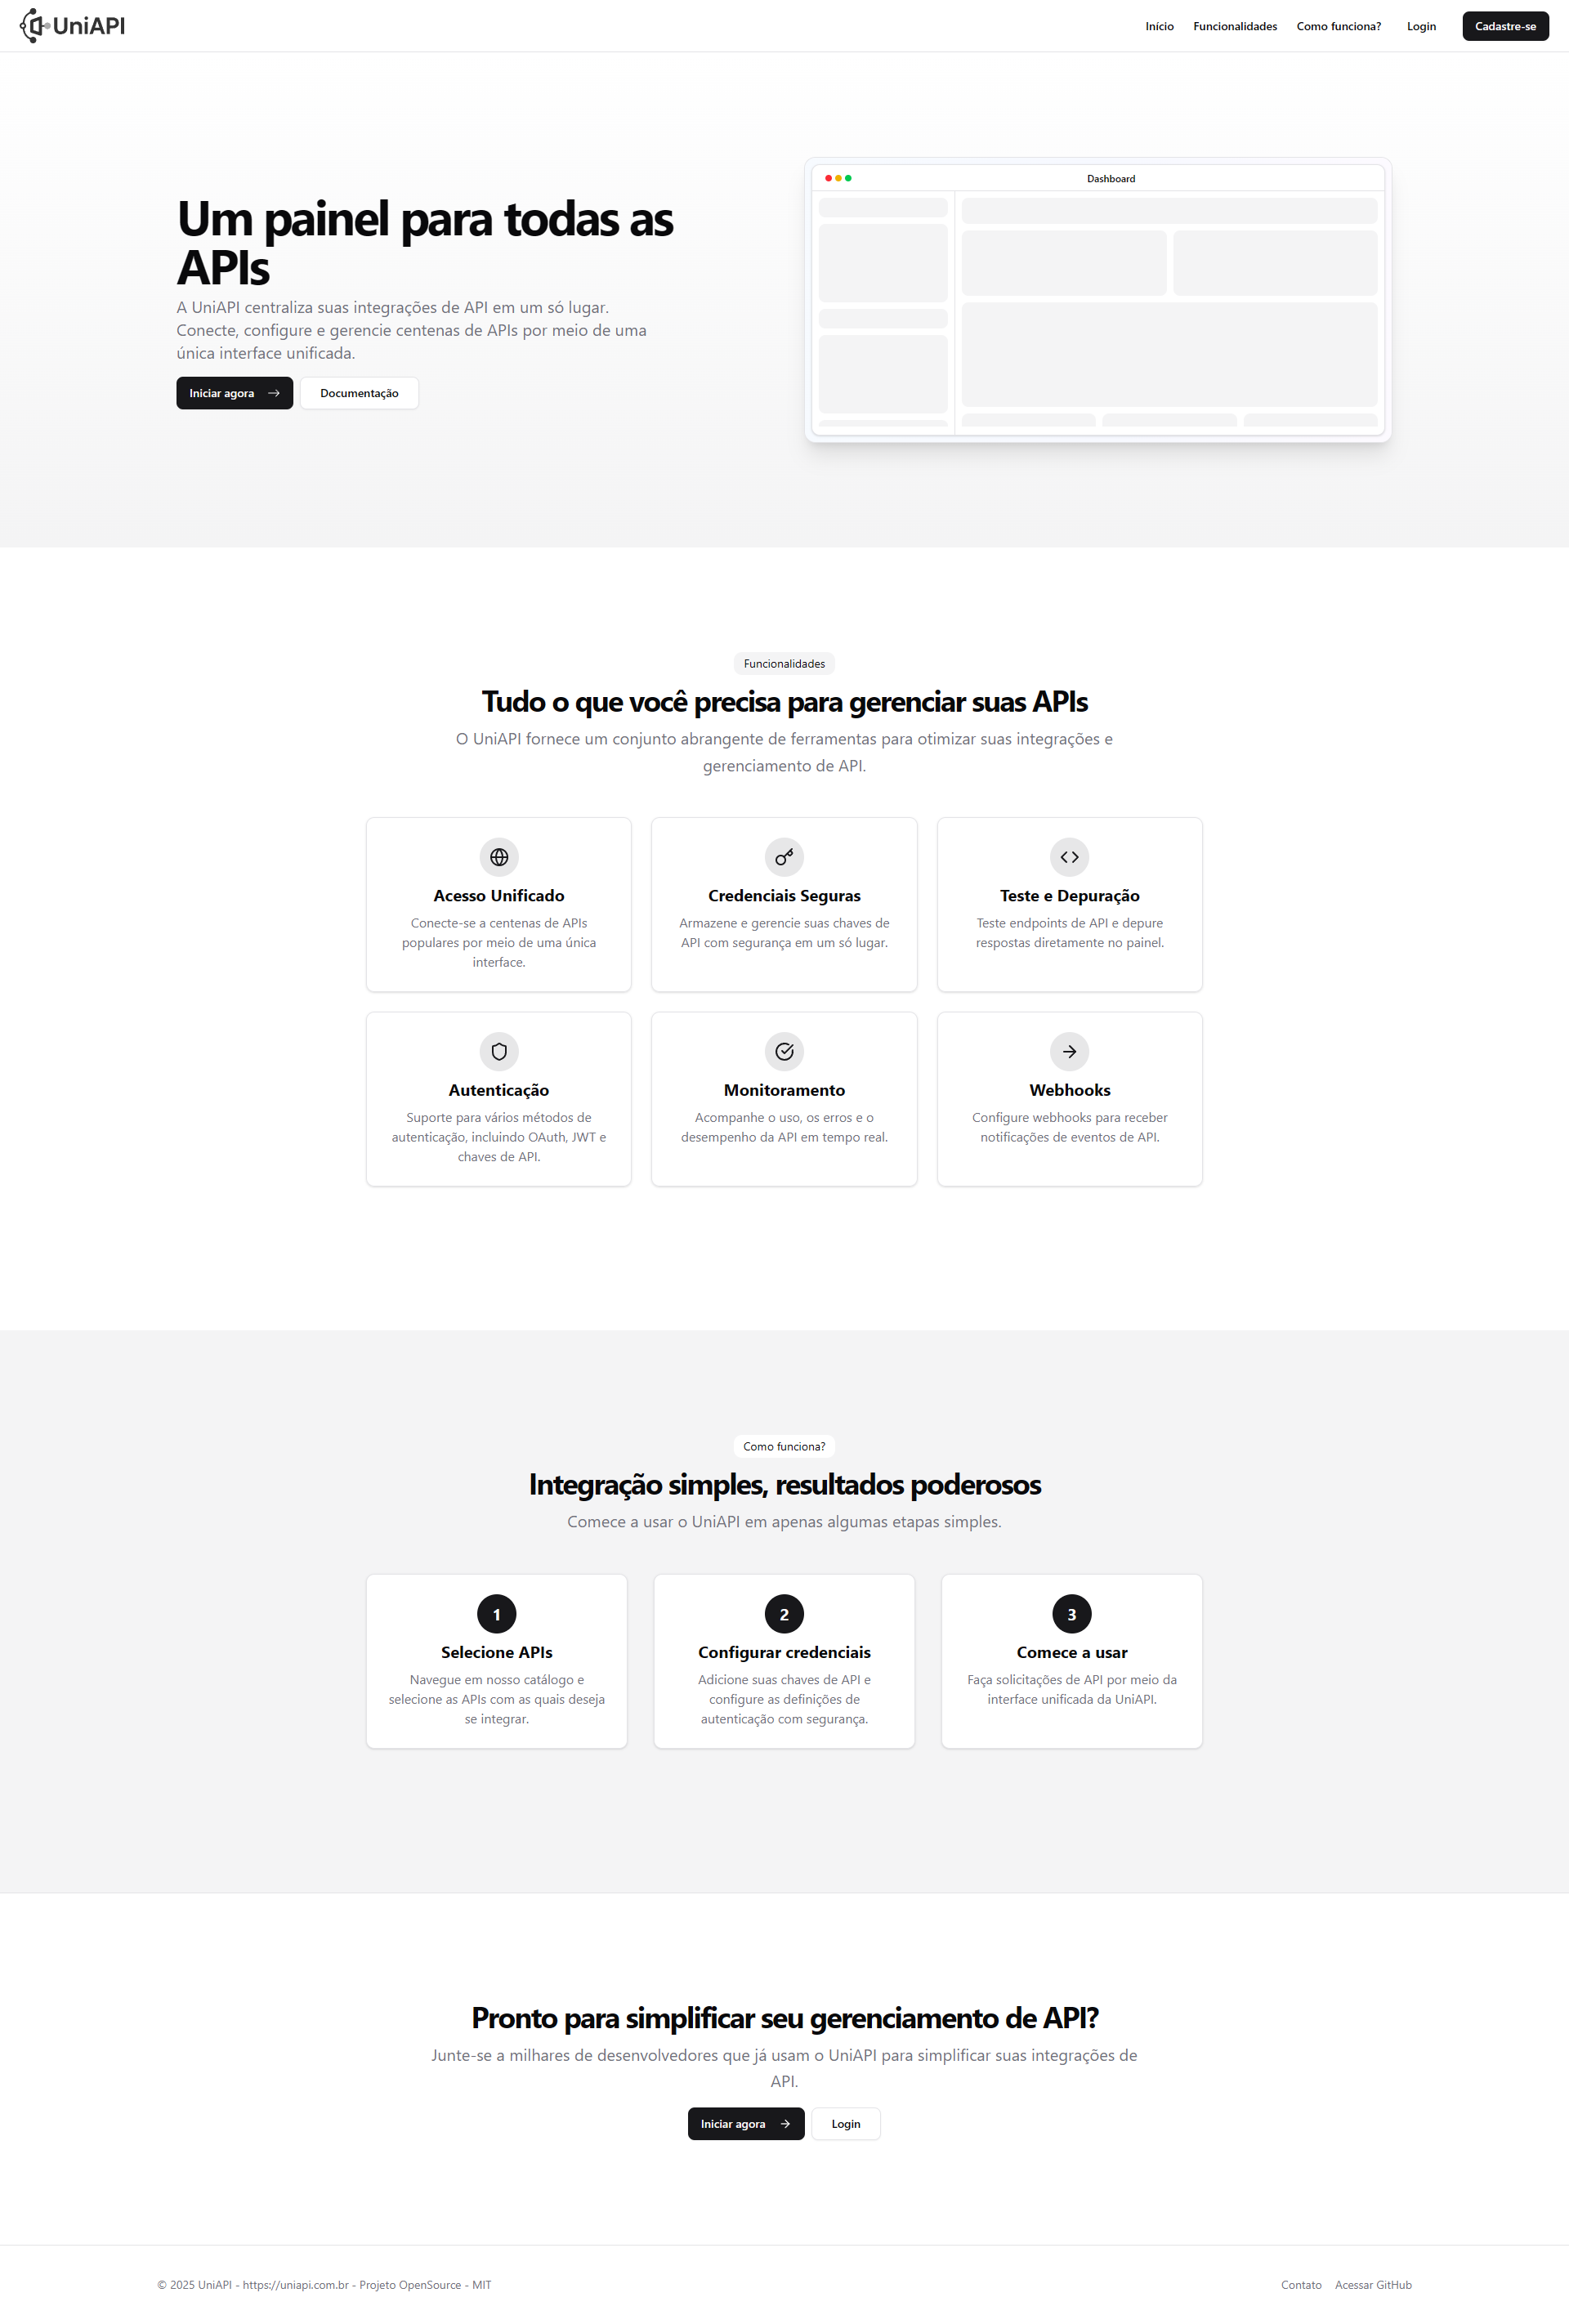 UniAPI
Início Funcionalidades Como funciona? Login Cadastre-se
Um painel para todas as
APIs
A UniAPI centraliza suas integrações de API em um só lugar.
Conecte, configure e gerencie centenas de APIs por meio de uma
única interface unificada.
Iniciar agora Documentação
Dashboard
Funcionalidades
Tudo o que você precisa para gerenciar suas APIs
O UniAPI fornece um conjunto abrangente de ferramentas para otimizar suas integrações e
gerenciamento de API.
Acesso Unificado
Conecte-se a centenas de APIs
populares por meio de uma única
interface.
Credenciais Seguras
Armazene e gerencie suas chaves de
API com segurança em um só lugar.
Teste e Depuração
Teste endpoints de API e depure
respostas diretamente no painel.
Autenticação
Suporte para vários métodos de
autenticação, incluindo OAuth, JWT e
chaves de API.
Monitoramento
Acompanhe o uso, os erros e o
desempenho da API em tempo real.
Webhooks
Configure webhooks para receber
notificações de eventos de API.
Como funciona?
Integração simples, resultados poderosos
Comece a usar o UniAPI em apenas algumas etapas simples.
1
Selecione APIs
Navegue em nosso catálogo e
selecione as APIs com as quais deseja
se integrar.
2
Configurar credenciais
Adicione suas chaves de API e
configure as definições de
autenticação com segurança.
3
Comece a usar
Faça solicitações de API por meio da
interface unificada da UniAPI.
Pronto para simplificar seu gerenciamento de API?
Junte-se a milhares de desenvolvedores que já usam o UniAPI para simplificar suas integrações de
API.
Iniciar agora Login
© 2025 UniAPI - https://uniapi.com.br - Projeto OpenSource - MIT
Contato Acessar GitHub